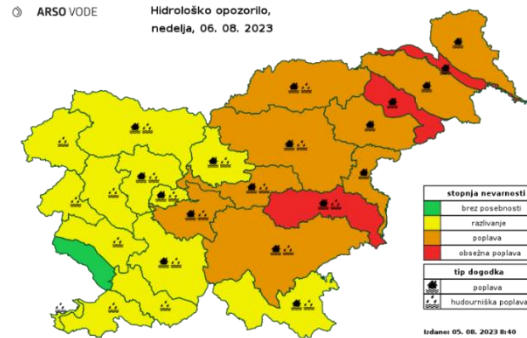 ARSO VODE
Hidrološko opozorilo,
nedelja, 06. 08. 2023
stopnja nevarnosti
brez posebnosti
razlivanje
poplava
obsežna poplava
tip dogodka
poplava
hudourniška poplava
Izdano: 05. 08. 2023 8:40